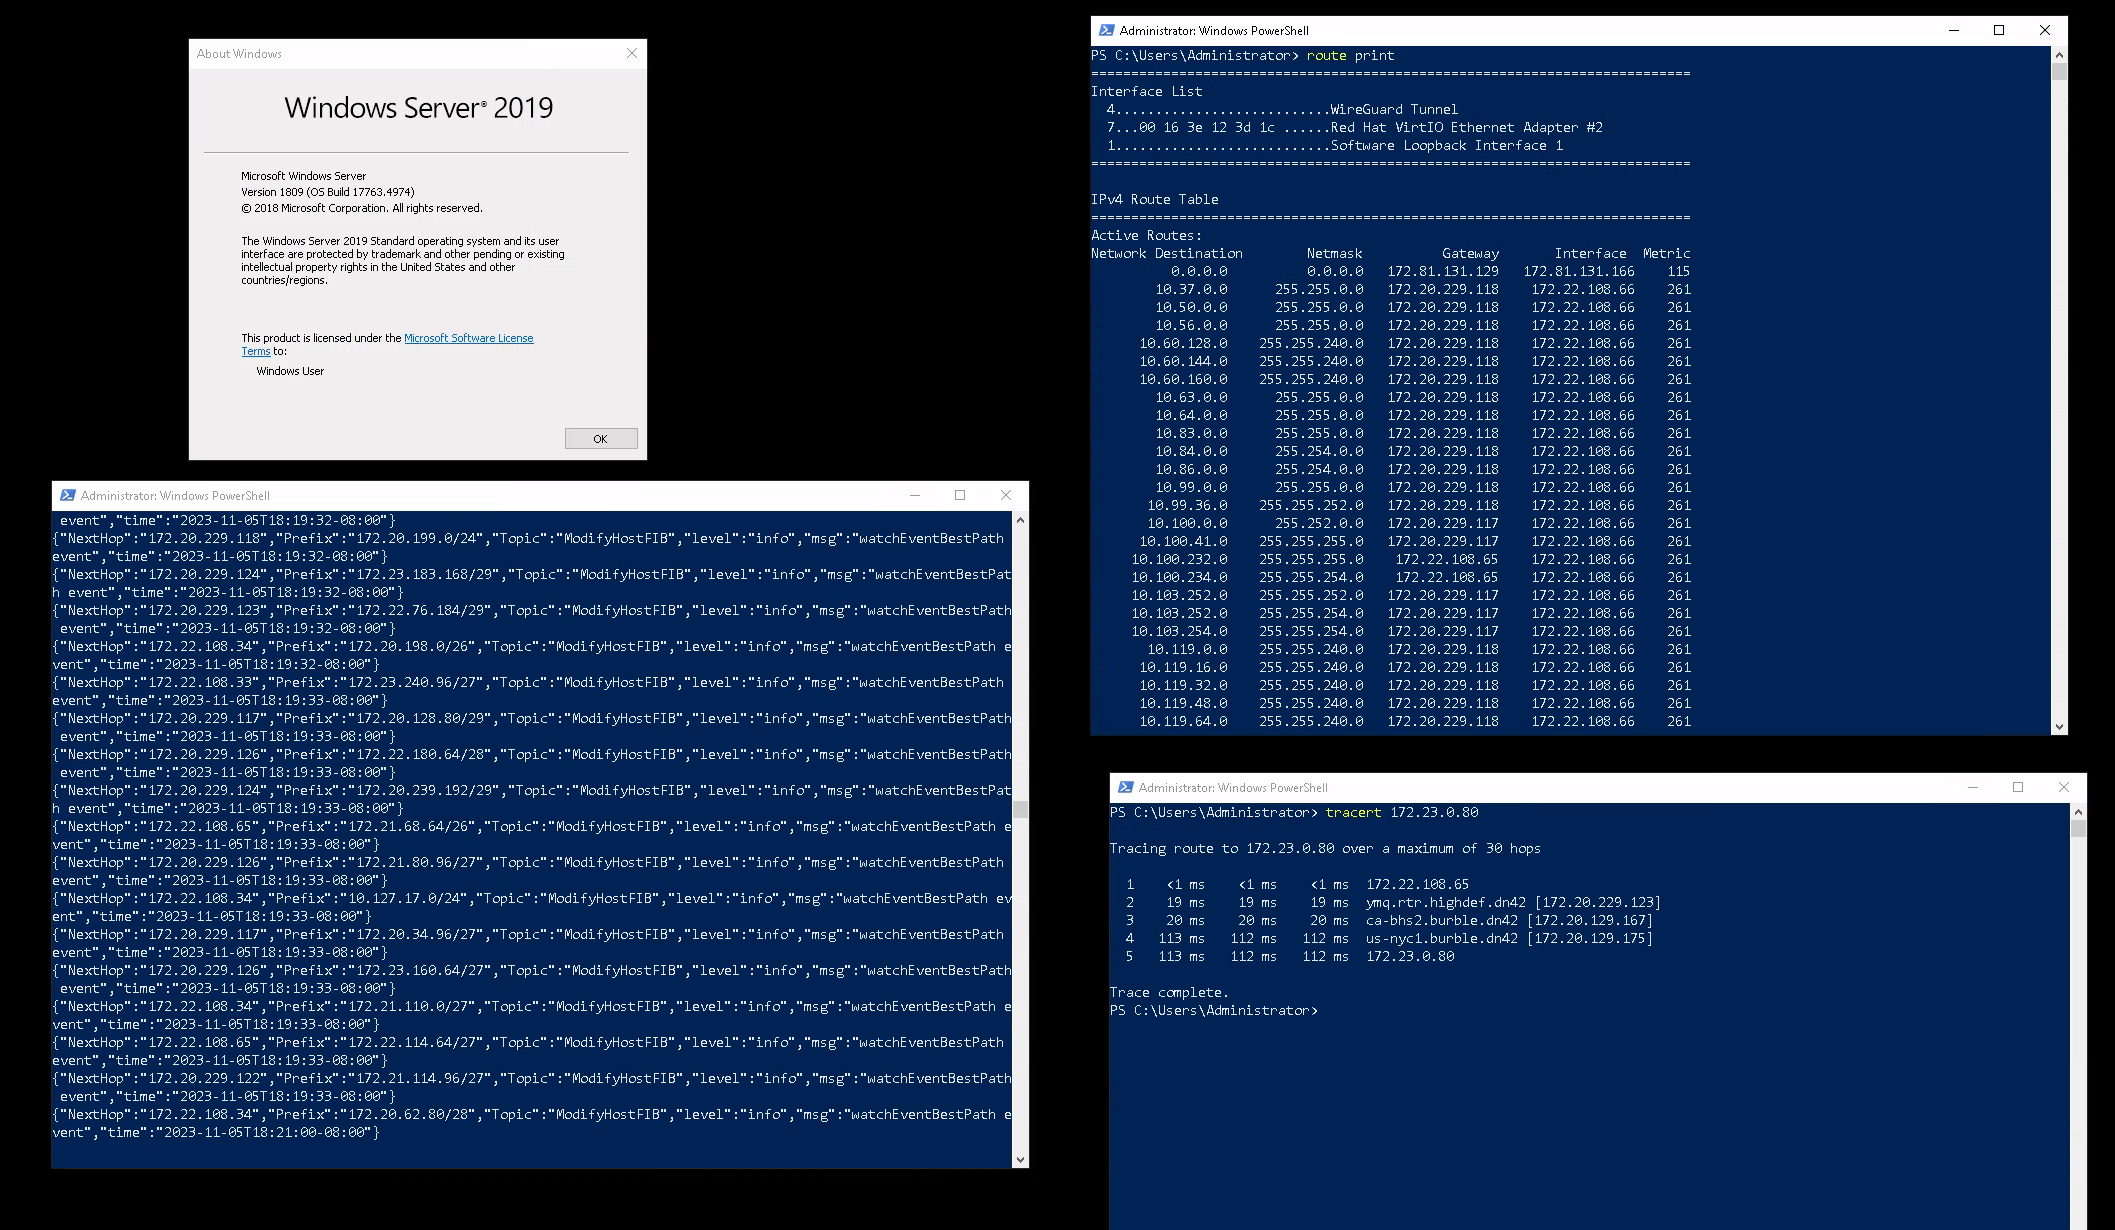 About Windows
Windows Server® 2019
Microsoft Windows Server
Version 1809 (OS Build 17763.4974)
© 2018 Microsoft Corporation. All rights reserved.
The Windows Server 2019 Standard operating system and its user
interface are protected by trademark and other pending or existing
intellectual property rights in the United States and other
countries/regions.
This product is licensed under the Microsoft Software License
Terms to:
Windows User
OK
Administrator: Windows PowerShell
event","time":"2023-11-05T18:19:32-08:00"}
{"NextHop":"172.20.229.118","Prefix":"172.20.199.0/24","Topic":"ModifyHostFIB","level":"info","msg":"watchEventBestPath
event","time":"2023-11-05T18:19:32-08:00"}
{"NextHop":"172.20.229.124","Prefix":"172.23.183.168/29","Topic":"ModifyHostFIB","level":"info","msg":"watchEventBestPat
h event","time":"2023-11-05T18:19:32-08:00"}
{"NextHop":"172.20.229.123","Prefix":"172.22.76.184/29","Topic":"ModifyHostFIB","level":"info","msg":"watchEventBestPath
event","time":"2023-11-05T18:19:32-08:00"}
{"NextHop":"172.22.108.34","Prefix":"172.20.198.0/26","Topic":"ModifyHostFIB","level":"info","msg":"watchEventBestPath e
vent","time":"2023-11-05T18:19:32-08:00"}
{"NextHop":"172.22.108.33","Prefix":"172.23.240.96/27","Topic":"ModifyHostFIB","level":"info","msg":"watchEventBestPath
event","time":"2023-11-05T18:19:33-08:00"}
{"NextHop":"172.20.229.117","Prefix":"172.20.128.80/29","Topic":"ModifyHostFIB","level":"info","msg":"watchEventBestPath
event","time":"2023-11-05T18:19:33-08:00"}
{"NextHop":"172.20.229.126","Prefix":"172.22.180.64/28","Topic":"ModifyHostFIB","level":"info","msg":"watchEventBestPath
event","time":"2023-11-05T18:19:33-08:00"}
{"NextHop":"172.20.229.124","Prefix":"172.20.239.192/29","Topic":"ModifyHostFIB","level":"info","msg":"watchEventBestPat
h event","time":"2023-11-05T18:19:33-08:00"}
{"NextHop":"172.22.108.65","Prefix":"172.21.68.64/26","Topic":"ModifyHostFIB","level":"info","msg":"watchEventBestPath e
vent","time":"2023-11-05T18:19:33-08:00"}
{"NextHop":"172.20.229.126","Prefix":"172.21.80.96/27","Topic":"ModifyHostFIB","level":"info","msg":"watchEventBestPath
event","time":"2023-11-05T18:19:33-08:00"}
{"NextHop":"172.22.108.34","Prefix":"10.127.17.0/24","Topic":"ModifyHostFIB","level":"info","msg":"watchEventBestPath ev
ent","time":"2023-11-05T18:19:33-08:00"}
{"NextHop":"172.20.229.117","Prefix":"172.20.34.96/27","Topic":"ModifyHostFIB","level":"info","msg":"watchEventBestPath
event","time":"2023-11-05T18:19:33-08:00"}
{"NextHop":"172.20.229.126","Prefix":"172.23.160.64/27","Topic":"ModifyHostFIB","level":"info","msg":"watchEventBestPath
event","time":"2023-11-05T18:19:33-08:00"}
{"NextHop":"172.22.108.34","Prefix":"172.21.110.0/27","Topic":"ModifyHostFIB","level":"info","msg":"watchEventBestPath e
vent","time":"2023-11-05T18:19:33-08:00"}
{"NextHop":"172.22.108.65","Prefix":"172.22.114.64/27","Topic":"ModifyHostFIB","level":"info","msg":"watchEventBestPath
event","time":"2023-11-05T18:19:33-08:00"}
{"NextHop":"172.20.229.122","Prefix":"172.21.114.96/27","Topic":"ModifyHostFIB","level":"info","msg":"watchEventBestPath
event","time":"2023-11-05T18:19:33-08:00"}
{"NextHop":"172.22.108.34","Prefix":"172.20.62.80/28","Topic":"ModifyHostFIB","level":"info","msg":"watchEventBestPath e
vent","time":"2023-11-05T18:21:00-08:00"}
Administrator: Windows PowerShell
PS C:\Users\Administrator> route print
===========================================================================
Interface List
4...........................WireGuard Tunnel
7...00 16 3e 12 3d 1c ......Red Hat VirtIO Ethernet Adapter #2
1...........................Software Loopback Interface 1
===========================================================================
IPv4 Route Table
===========================================================================
Active Routes:
Network Destination Netmask Gateway Interface Metric
0.0.0.0 0.0.0.0 172.81.131.129 172.81.131.166 115
10.37.0.0 255.255.0.0 172.20.229.118 172.22.108.66 261
10.50.0.0 255.255.0.0 172.20.229.118 172.22.108.66 261
10.56.0.0 255.255.0.0 172.20.229.118 172.22.108.66 261
10.60.128.0 255.255.240.0 172.20.229.118 172.22.108.66 261
10.60.144.0 255.255.240.0 172.20.229.118 172.22.108.66 261
10.60.160.0 255.255.240.0 172.20.229.118 172.22.108.66 261
10.63.0.0 255.255.0.0 172.20.229.118 172.22.108.66 261
10.64.0.0 255.255.0.0 172.20.229.118 172.22.108.66 261
10.83.0.0 255.255.0.0 172.20.229.118 172.22.108.66 261
10.84.0.0 255.254.0.0 172.20.229.118 172.22.108.66 261
10.86.0.0 255.254.0.0 172.20.229.118 172.22.108.66 261
10.99.0.0 255.255.0.0 172.20.229.118 172.22.108.66 261
10.99.36.0 255.255.252.0 172.20.229.118 172.22.108.66 261
10.100.0.0 255.252.0.0 172.20.229.117 172.22.108.66 261
10.100.41.0 255.255.255.0 172.20.229.117 172.22.108.66 261
10.100.232.0 255.255.255.0 172.22.108.65 172.22.108.66 261
10.100.234.0 255.255.254.0 172.22.108.65 172.22.108.66 261
10.103.252.0 255.255.252.0 172.20.229.117 172.22.108.66 261
10.103.252.0 255.255.254.0 172.20.229.117 172.22.108.66 261
10.103.254.0 255.255.254.0 172.20.229.117 172.22.108.66 261
10.119.0.0 255.255.240.0 172.20.229.118 172.22.108.66 261
10.119.16.0 255.255.240.0 172.20.229.118 172.22.108.66 261
10.119.32.0 255.255.240.0 172.20.229.118 172.22.108.66 261
10.119.48.0 255.255.240.0 172.20.229.118 172.22.108.66 261
10.119.64.0 255.255.240.0 172.20.229.118 172.22.108.66 261
Administrator: Windows PowerShell
PS C:\Users\Administrator> tracert 172.23.0.80
Tracing route to 172.23.0.80 over a maximum of 30 hops
1 <1 ms <1 ms <1 ms 172.22.108.65
2 19 ms 19 ms 19 ms ymq.rtr.highdef.dn42 [172.20.229.123]
3 20 ms 20 ms 20 ms ca-bhs2.burble.dn42 [172.20.129.167]
4 113 ms 112 ms 112 ms us-nyc1.burble.dn42 [172.20.129.175]
5 113 ms 112 ms 112 ms 172.23.0.80
Trace complete.
PS C:\Users\Administrator>